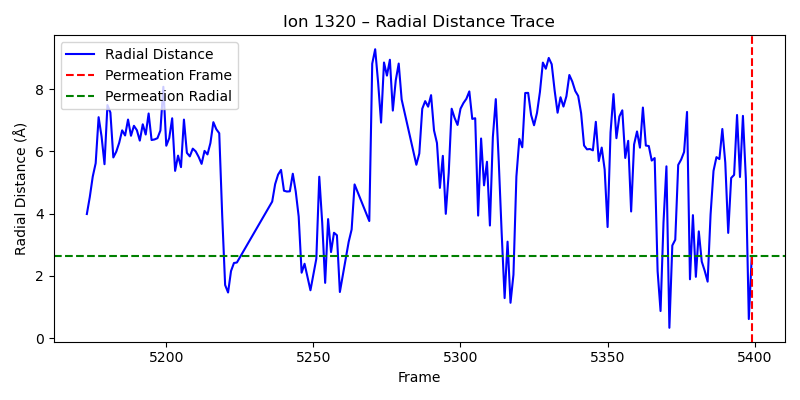 Ion 1320 – Radial Distance Trace
Radial Distance
Permeation Frame
Permeation Radial
Radial Distance (Å)
8
6
4
2
0
5200 5250 5300 5350 5400
Frame